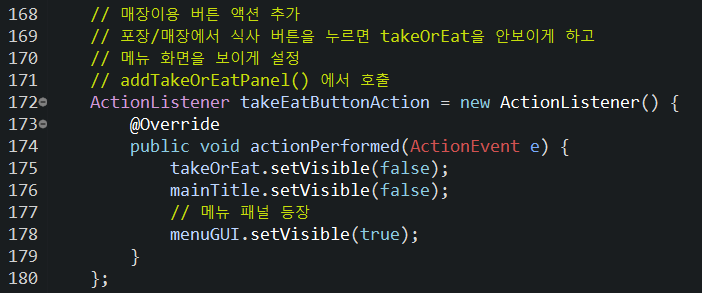 168 // 매장이용 버튼 액션 추가
169 // 포장/매장에서 식사 버튼을 누르면 takeOrEat을 안보이게 하고
170 // 메뉴 화면을 보이게 설정
171 // addTakeOrEatPanel() 에서 호출
172 ActionListener takeEatButtonAction = new ActionListener() {
173 @Override
174 public void actionPerformed(ActionEvent e) {
175 takeOrEat.setVisible(false);
176 mainTitle.setVisible(false);
177 // 메뉴 패널 등장
178 menuGUI.setVisible(true);
179 }
180 };